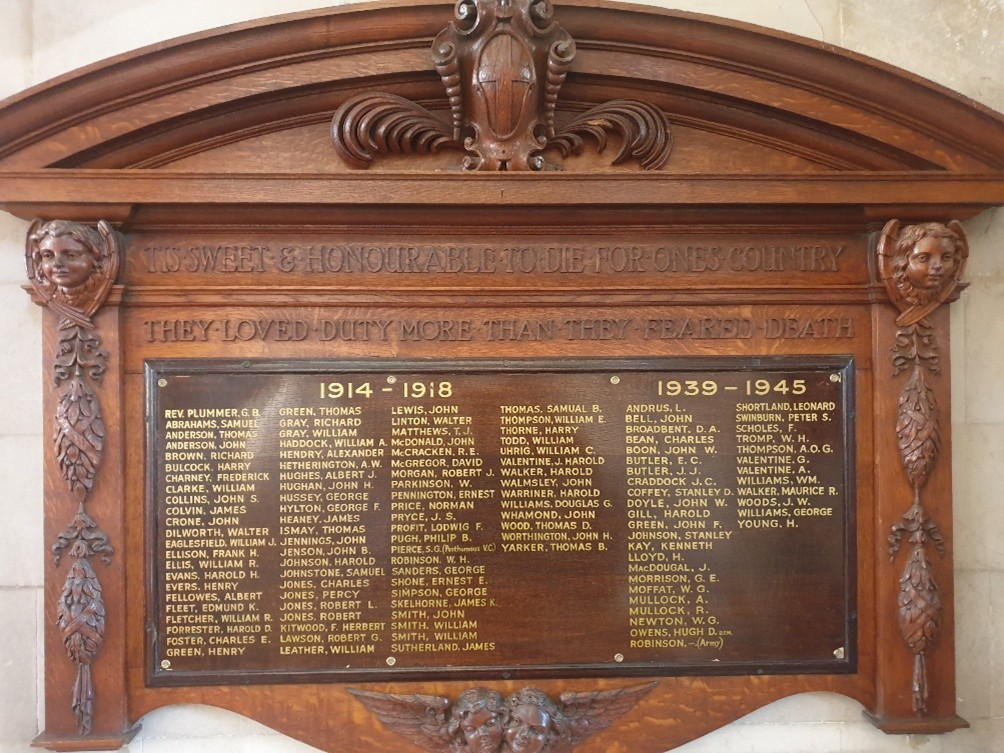 TIS·SWEET·&·HONOURABLE·TO·DIE·FOR·ONES·COUNTRY
THEY·LOVED·DUTY·MORE·THAN·THEY·FEARED·DEATH
1914 - 1918
REV. PLUMMER, G. B.
ABRAHAMS, SAMUEL
ANDERSON, THOMAS
ANDERSON, JOHN
BROWN, RICHARD
BULCOCK, HARRY
CHARNEY, FREDERICK
CLARKE, WILLIAM
COLLINS, JOHN S.
COLVIN, JAMES
CRONE, JOHN
DILWORTH, WALTER
EAGLESFIELD, WILLIAM J.
ELLISON, FRANK H.
ELLIS, WILLIAM R.
EVANS, HAROLD H.
EVERS, HENRY
FELLOWES, ALBERT
FLEET, EDMUND K.
FLETCHER, WILLIAM R.
FORRESTER, HAROLD D.
FOSTER, CHARLES E.
GREEN, HENRY
GREEN, THOMAS
GRAY, RICHARD
GRAY, WILLIAM
HADDOCK, WILLIAM A.
HENDRY, ALEXANDER
HETHERINGTON, A.W.
HUGHES, ALBERT J.
HUGHAN, JOHN H.
HUSSEY, GEORGE
HYLTON, GEORGE F.
HEANEY, JAMES
ISMAY, THOMAS
JENNINGS, JOHN
JENSON, JOHN B.
JOHNSON, HAROLD
JOHNSTONE, SAMUEL
JONES, CHARLES
JONES, PERCY
JONES, ROBERT L.
JONES, ROBERT
KITWOOD, F. HERBERT
LAWSON, ROBERT G.
LEATHER, WILLIAM
LEWIS, JOHN
LINTON, WALTER
MATTHEWS, T. J.
McDONALD, JOHN
McCRACKEN, R. E.
McGREGOR, DAVID
MORGAN, ROBERT J.
PARKINSON, W.
PENNINGTON, ERNEST
PRICE, NORMAN
PRYCE, J. S.
PROFIT, LODWIG F.
PUGH, PHILIP B.
PIERCE, S.G. (Posthumous V.C.)
ROBINSON, W. H.
SANDERS, GEORGE
SHONE, ERNEST E.
SIMPSON, GEORGE
SKELHORNE, JAMES K.
SMITH, JOHN
SMITH, WILLIAM
SMITH, WILLIAM
SUTHERLAND, JAMES
THOMAS, SAMUAL B.
THOMPSON, WILLIAM E.
THORNE, HARRY
TODD, WILLIAM
UHRIG, WILLIAM C.
VALENTINE, J. HAROLD
WALKER, HAROLD
WALMSLEY, JOHN
WARRINER, HAROLD
WILLIAMS, DOUGLAS G.
WHAMOND, JOHN
WOOD, THOMAS D.
WORTHINGTON, JOHN H.
YARKER, THOMAS B.
1939 - 1945
ANDRUS, L.
BELL, JOHN
BROADBENT, D. A.
BEAN, CHARLES
BOON, JOHN W.
BUTLER, E. C.
BUTLER, J. J.
CRADDOCK J. C.
COFFEY, STANLEY D.
DOYLE, JOHN W.
GILL, HAROLD
GREEN, JOHN F.
JOHNSON, STANLEY
KAY, KENNETH
LLOYD, H.
MacDOUGAL, J.
MORRISON, G. E.
MOFFAT, W. G.
MULLOCK, A.
MULLOCK, R.
NEWTON, W. G.
OWENS, HUGH D. D.F.M.
ROBINSON, — (Army)
SHORTLAND, LEONARD
SWINBURN, PETER S.
SCHOLES, F.
TROMP, W. H.
THOMPSON, A.O.G.
VALENTINE, G.
VALENTINE, A.
WILLIAMS, WM.
WALKER, MAURICE R.
WOODS, J. W.
WILLIAMS, GEORGE
YOUNG, H.